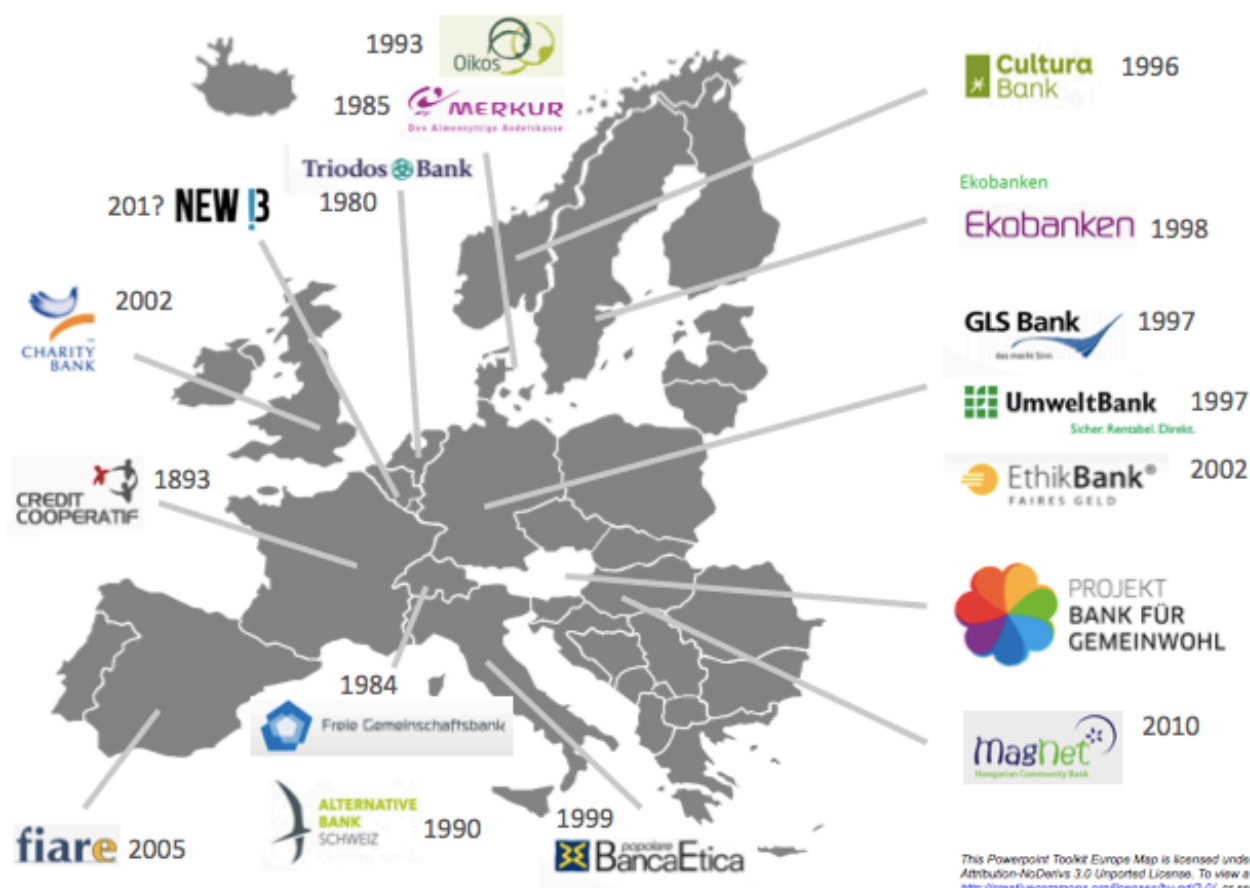 1993
Oikos
1985
MERKUR
Den Almennyttige Andelskasse
Triodos Bank
1980
201? NEW B
2002
CHARITY
BANK
1893
CREDIT
COOPERATIF
1984
Freie Gemeinschaftsbank
ALTERNATIVE
BANK
SCHWEIZ
1990
fiare 2005
1999
popolare
BancaEtica
Cultura
Bank
1996
Ekobanken
Ekobanken 1998
GLS Bank 1997
das macht Sinn
UmweltBank 1997
Sicher. Rentabel. Direkt.
EthikBank® 2002
FAIRES GELD
PROJEKT
BANK FÜR
GEMEINWOHL
MagNet
Hungarian Community Bank
2010
This Powerpoint Toolkit Europe Map is licensed unde
Attribution-NoDerivs 3.0 Unported License. To view a